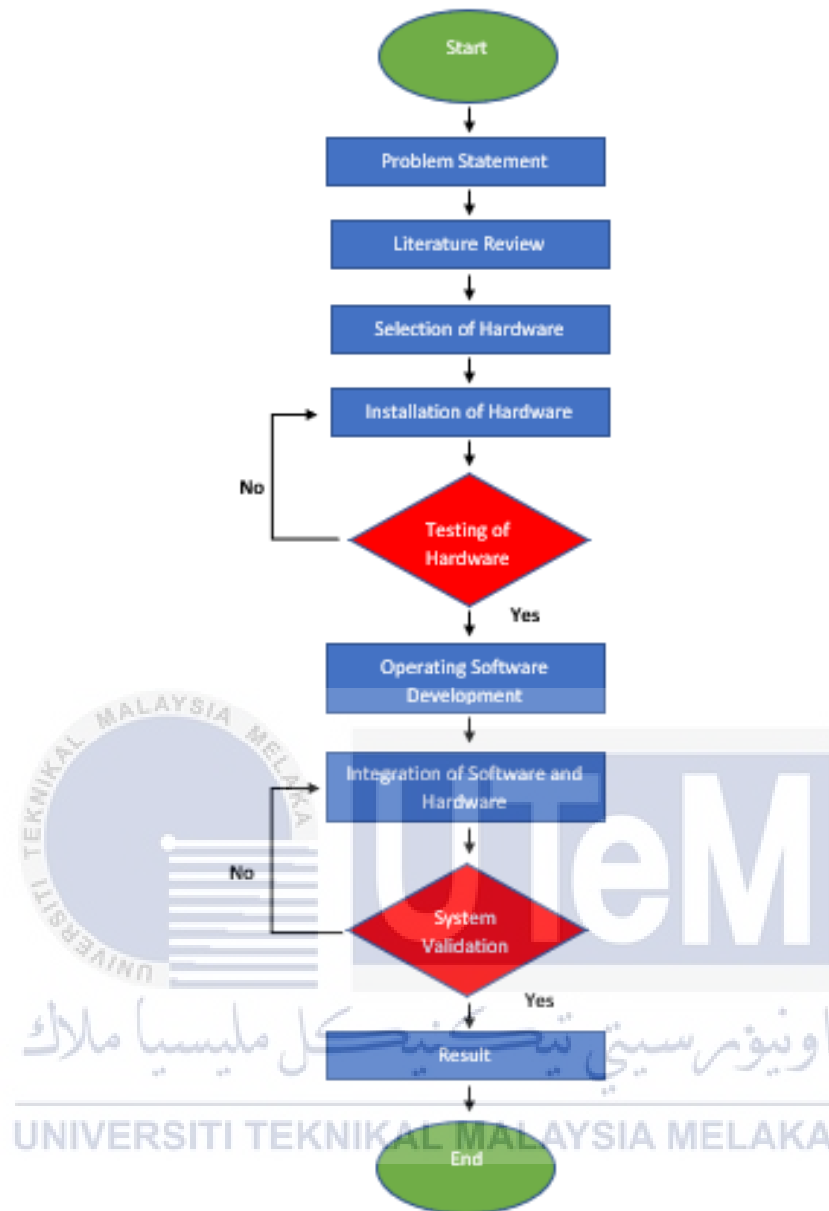 Start
Problem Statement
Literature Review
Selection of Hardware
Installation of Hardware
No
Testing of
Hardware
Yes
Operating Software
Development
Integration of Software and
Hardware
No
System
Validation
Yes
Result
End
UNIVERSITI TEKNIKAL MALAYSIA MELAKA
UTeM
اونيۏرسيتي تيكنيكل مليسيا ملاك
UNIVERSITI TEKNIKAL MALAYSIA MELAKA